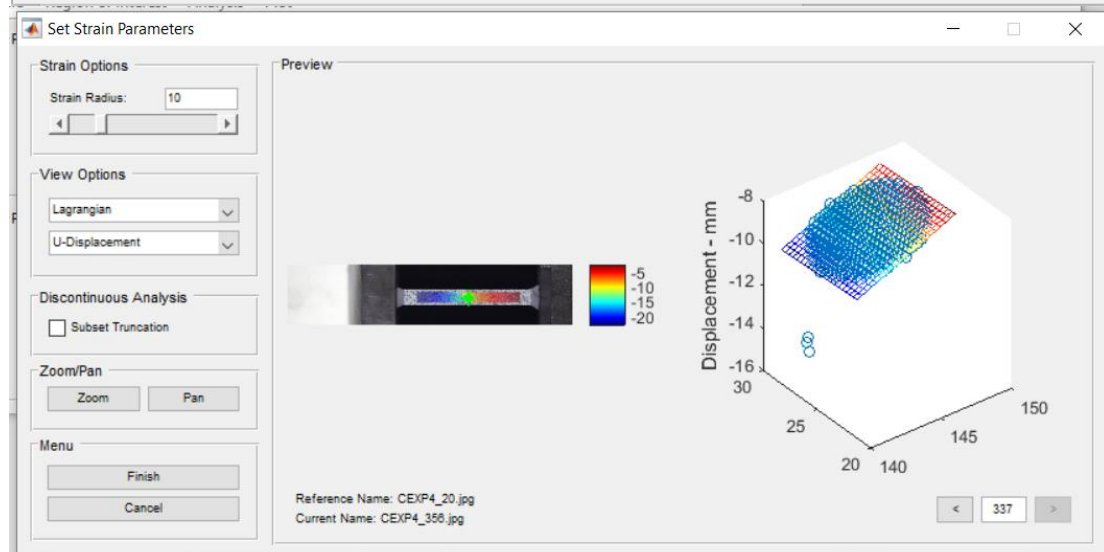 Set Strain Parameters
Strain Options
Strain Radius: 10
View Options
Lagrangian
U-Displacement
Discontinuous Analysis
Subset Truncation
Zoom/Pan
Zoom Pan
Menu
Finish
Cancel
Preview
-5
-10
-15
-20
Displacement - mm
-8
-10
-12
-14
-16
30
25
20
140
145
150
Reference Name: CEXP4_20.jpg
Current Name: CEXP4_356.jpg
< 337 >